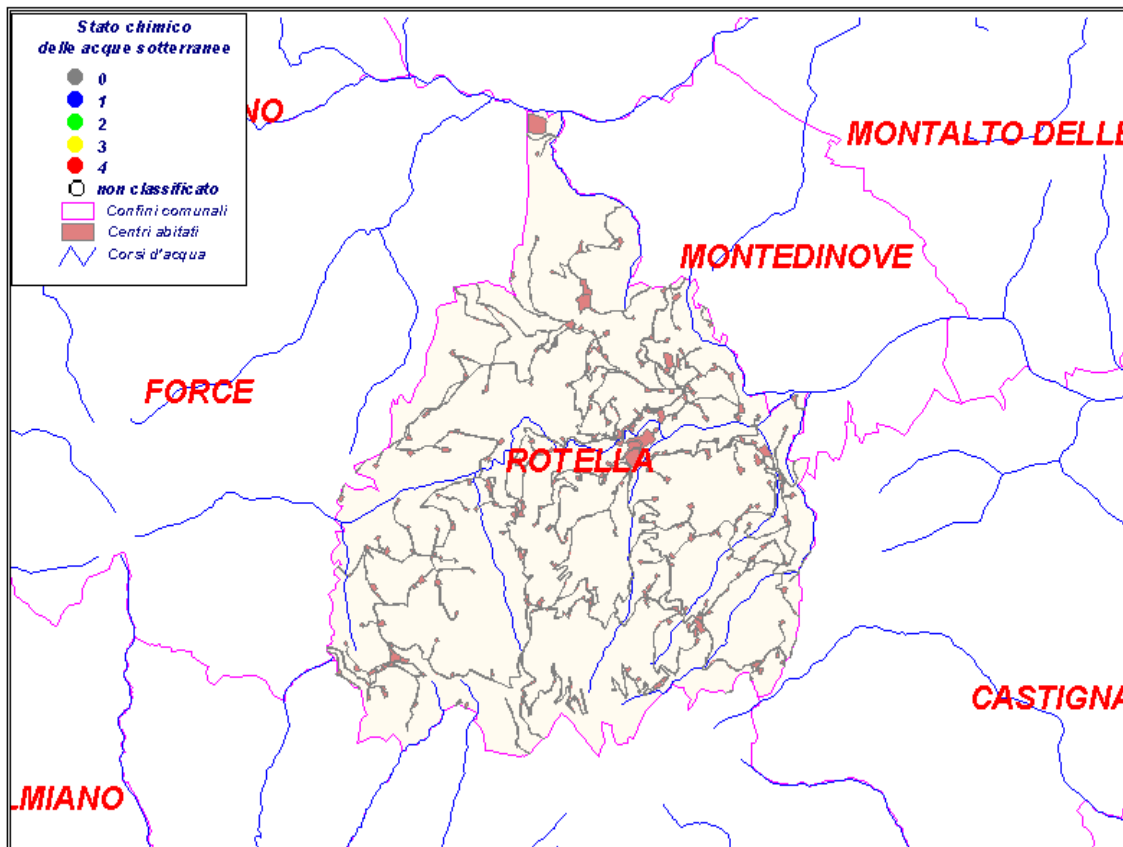 Stato chimico
delle acque sotterranee
0
1
2
3
4
non classificato
Confini comunali
Centri abitati
Corsi d'acqua
NO
MONTALTO DELLE
MONTEDINOVE
FORCE
ROTELLA
CASTIGNA
LMIANO